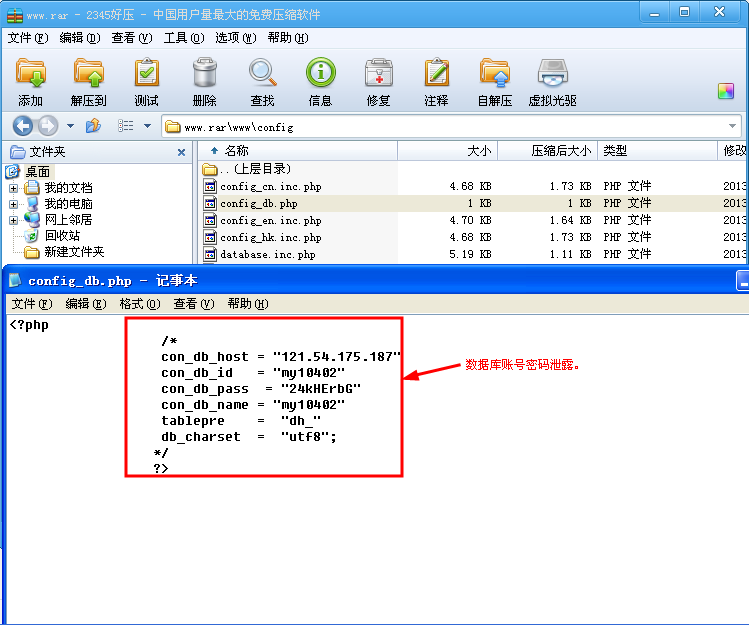 www.rar - 2345好压 - 中国用户量最大的免费压缩软件
文件(F) 编辑(D) 查看(V) 工具(O) 选项(W) 帮助(H)
添加 解压到 测试 删除 查找 信息 修复 注释 自解压 虚拟光驱
www.rar\www\config
文件夹 × 名称 大小 压缩后大小 类型 修改
桌面 ..(上层目录)
我的文档 config_cn.inc.php 4.68 KB 1.73 KB PHP 文件 2013
我的电脑 config_db.php 1 KB 1 KB PHP 文件 2013
网上邻居 config_en.inc.php 4.70 KB 1.64 KB PHP 文件 2013
回收站 config_hk.inc.php 4.68 KB 1.73 KB PHP 文件 2013
新建文件夹 database.inc.php 5.19 KB 1.11 KB PHP 文件 2013
config_db.php - 记事本
文件(F) 编辑(E) 格式(O) 查看(V) 帮助(H)
<?php
/*
con_db_host = "121.54.175.187"
con_db_id = "my10402"
con_db_pass = "24kHErbG"
con_db_name = "my10402"
tablepre = "dh_"
db_charset = "utf8";
*/
?>
数据库账号密码泄露。